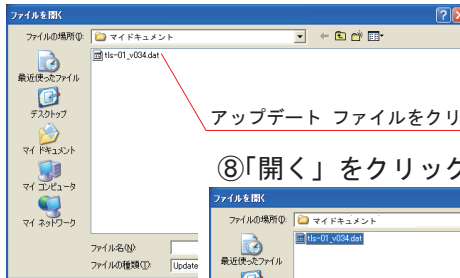 ファイルを開く
ファイルの場所(I):
マイドキュメント
tls-01_v034.dat
最近使ったファイル
デスクトップ
マイ ドキュメント
マイ コンピュータ
マイ ネットワーク
ファイル名(N):
ファイルの種類(T):
Update
アップデート ファイルをクリ
⑧「開く」をクリック
ファイルを開く
ファイルの場所(I):
マイドキュメント
tls-01_v034.dat
最近使ったファイル